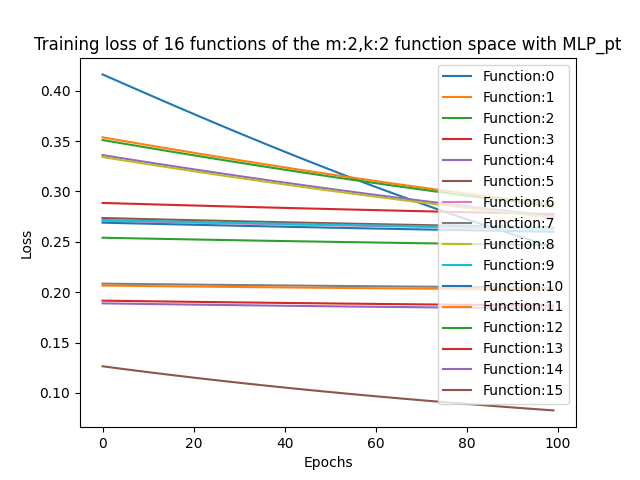 Training loss of 16 functions of the m:2,k:2 function space with MLP_pt
0.40
0.35
0.30
0.25
0.20
0.15
0.10
Loss
0
20
40
60
80
100
Epochs
Function:0
Function:1
Function:2
Function:3
Function:4
Function:5
Function:6
Function:7
Function:8
Function:9
Function:10
Function:11
Function:12
Function:13
Function:14
Function:15